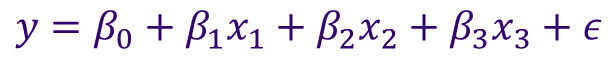 y = β₀ + β₁x₁ + β₂x₂ + β₃x₃ + ϵ